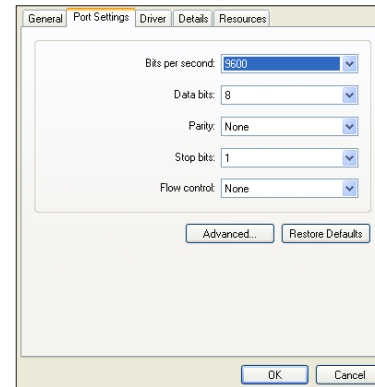 General Port Settings Driver Details Resources
Bits per second: 9600
Data bits: 8
Parity: None
Stop bits: 1
Flow control: None
Advanced... Restore Defaults
OK Cancel